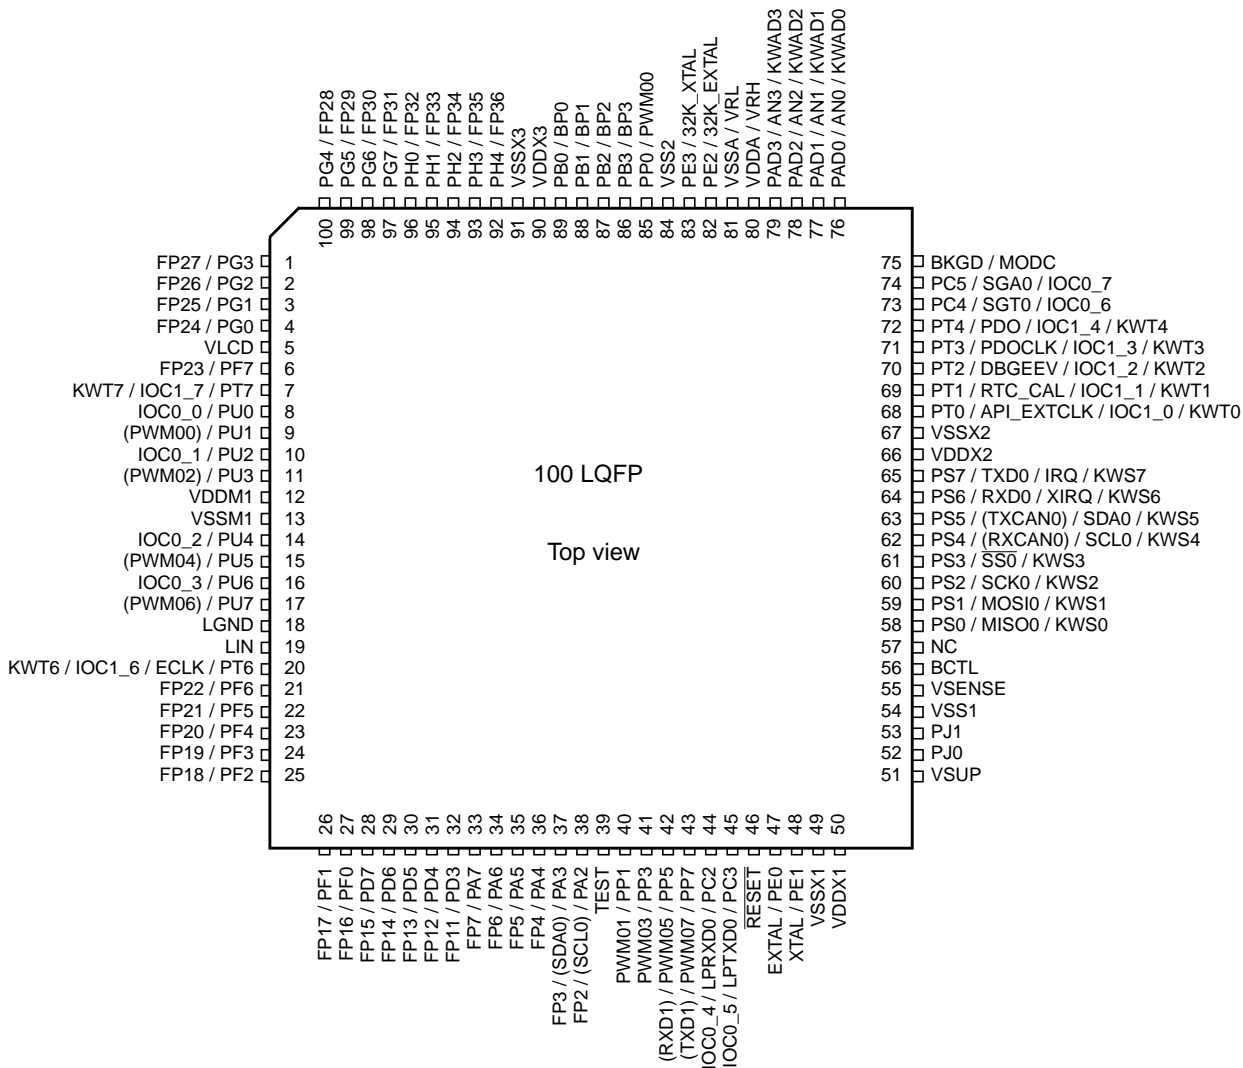 PG4 / FP28
PG5 / FP29
PG6 / FP30
PG7 / FP31
PH0 / FP32
PH1 / FP33
PH2 / FP34
PH3 / FP35
PH4 / FP36
VSSX3
VDDX3
PB0 / BP0
PB1 / BP1
PB2 / BP2
PB3 / BP3
PP0 / PWM00
VSS2
PE3 / 32K_XTAL
PE2 / 32K_EXTAL
VSSA / VRL
VDDA / VRH
PAD3 / AN3 / KWAD3
PAD2 / AN2 / KWAD2
PAD1 / AN1 / KWAD1
PAD0 / AN0 / KWAD0
100
99
98
97
96
95
94
93
92
91
90
89
88
87
86
85
84
83
82
81
80
79
78
77
76
FP27 / PG3 1
FP26 / PG2 2
FP25 / PG1 3
FP24 / PG0 4
VLCD 5
FP23 / PF7 6
KWT7 / IOC1_7 / PT7 7
IOC0_0 / PU0 8
(PWM00) / PU1 9
IOC0_1 / PU2 10
(PWM02) / PU3 11
VDDM1 12
VSSM1 13
IOC0_2 / PU4 14
(PWM04) / PU5 15
IOC0_3 / PU6 16
(PWM06) / PU7 17
LGND 18
LIN 19
KWT6 / IOC1_6 / ECLK / PT6 20
FP22 / PF6 21
FP21 / PF5 22
FP20 / PF4 23
FP19 / PF3 24
FP18 / PF2 25
100 LQFP
Top view
75 BKGD / MODC
74 PC5 / SGA0 / IOC0_7
73 PC4 / SGT0 / IOC0_6
72 PT4 / PDO / IOC1_4 / KWT4
71 PT3 / PDOCLK / IOC1_3 / KWT3
70 PT2 / DBGEEV / IOC1_2 / KWT2
69 PT1 / RTC_CAL / IOC1_1 / KWT1
68 PT0 / API_EXTCLK / IOC1_0 / KWT0
67 VSSX2
66 VDDX2
65 PS7 / TXD0 / IRQ / KWS7
64 PS6 / RXD0 / XIRQ / KWS6
63 PS5 / (TXCAN0) / SDA0 / KWS5
62 PS4 / (RXCAN0) / SCL0 / KWS4
61 PS3 / SS0 / KWS3
60 PS2 / SCK0 / KWS2
59 PS1 / MOSI0 / KWS1
58 PS0 / MISO0 / KWS0
57 NC
56 BCTL
55 VSENSE
54 VSS1
53 PJ1
52 PJ0
51 VSUP
26
27
28
29
30
31
32
33
34
35
36
37
38
39
40
41
42
43
44
45
46
47
48
49
50
FP17 / PF1
FP16 / PF0
FP15 / PD7
FP14 / PD6
FP13 / PD5
FP12 / PD4
FP11 / PD3
FP7 / PA7
FP6 / PA6
FP5 / PA5
FP4 / PA4
FP3 / (SDA0) / PA3
FP2 / (SCL0) / PA2
TEST
PWM01 / PP1
PWM03 / PP3
(RXD1) / PWM05 / PP5
(TXD1) / PWM07 / PP7
IOC0_4 / LPRXD0 / PC2
IOC0_5 / LPTXD0 / PC3
RESET
EXTAL / PE0
XTAL / PE1
VSSX1
VDDX1